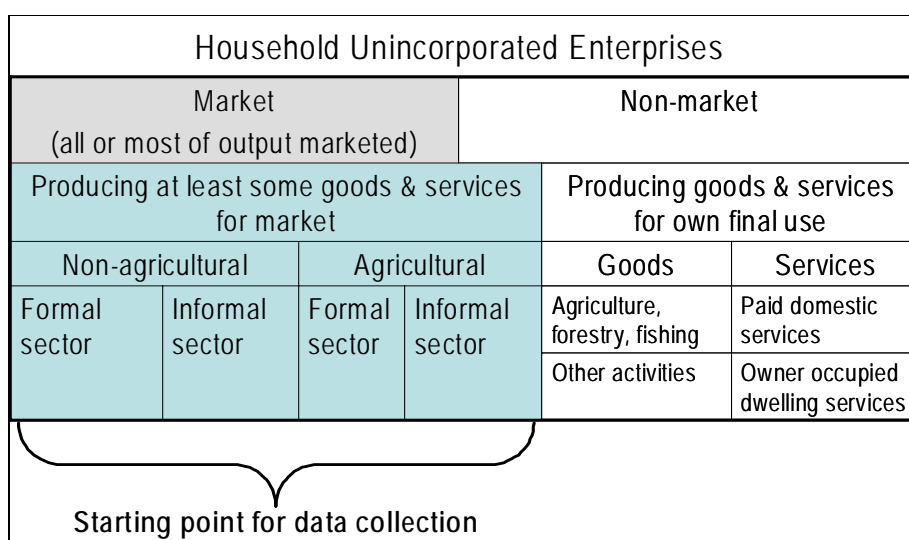 Household Unincorporated Enterprises
Market
(all or most of output marketed)
Non-market
Producing at least some goods & services
for market
Producing goods & services
for own final use
Non-agricultural
Agricultural
Goods
Services
Formal
sector
Informal
sector
Formal
sector
Informal
sector
Agriculture,
forestry, fishing
Paid domestic
services
Other activities
Owner occupied
dwelling services
Starting point for data collection